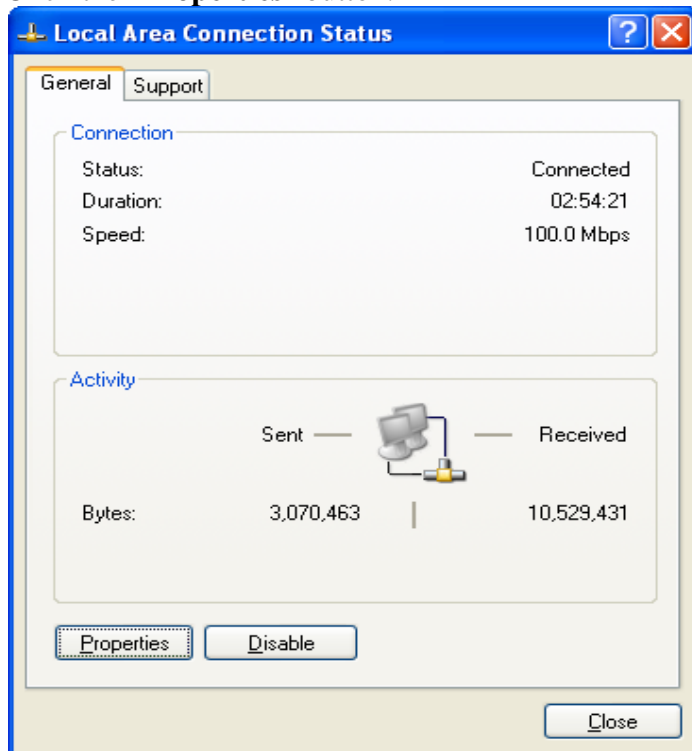 Local Area Connection Status
General Support
Connection
Status: Connected
Duration: 02:54:21
Speed: 100.0 Mbps
Activity
Sent — — Received
Bytes: 3,070,463 | 10,529,431
Properties Disable
Close